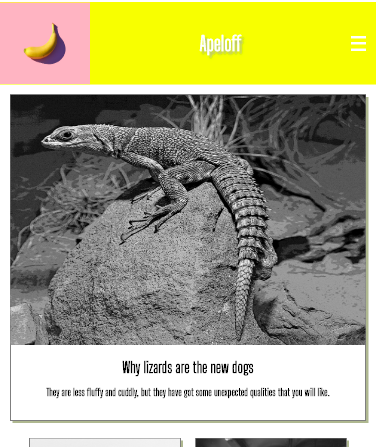 Apeloff
Why lizards are the new dogs
They are less fluffy and cuddly, but they have got some unexpected qualities that you will like.